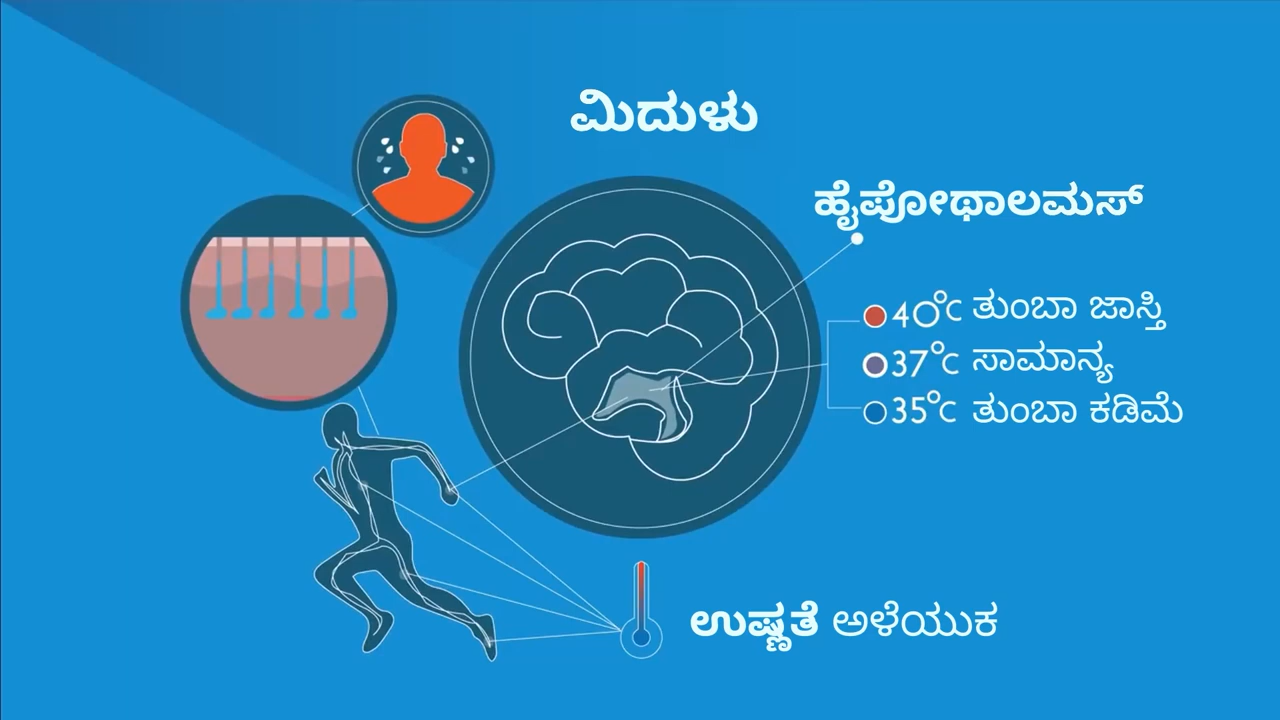 ಮಿದುಳು
ಹೈಪೋಥಾಲಮಸ್
40°C ತುಂಬಾ ಜಾಸ್ತಿ
37°C ಸಾಮಾನ್ಯ
35°C ತುಂಬಾ ಕಡಿಮೆ
ಉಷ್ಣತೆ ಅಳೆಯುಕ